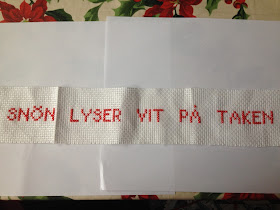 SNÖN LYSER VIT PÅ TAKEN